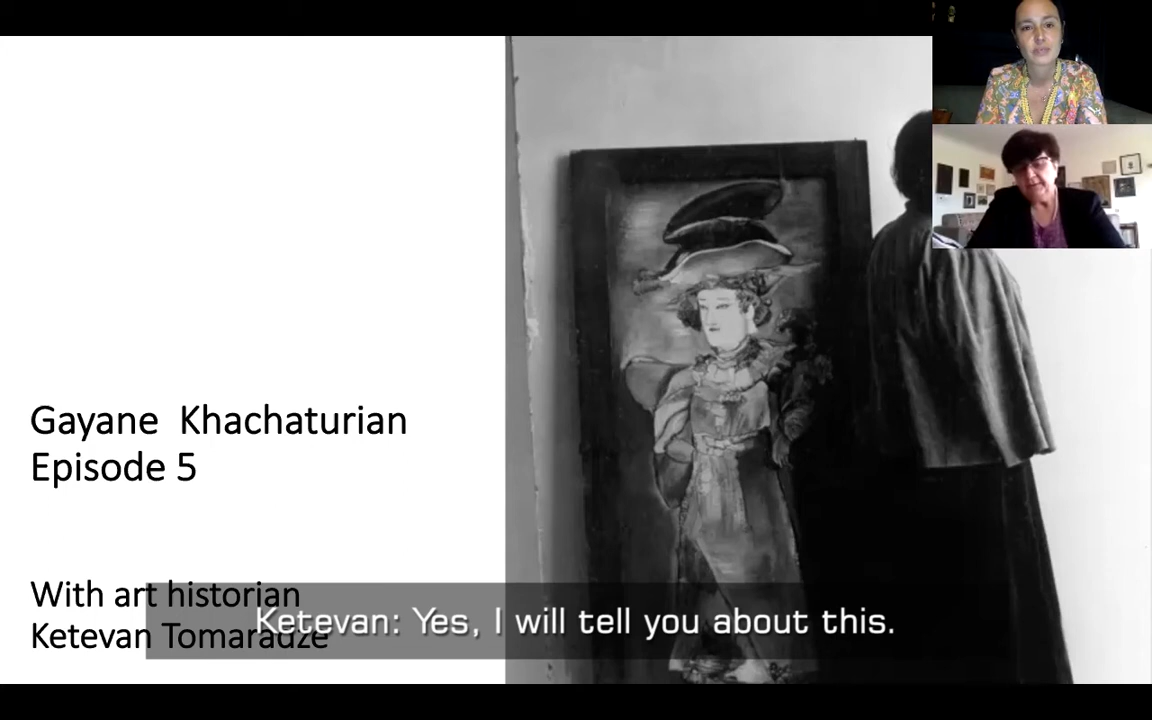 Gayane Khachaturian
Episode 5
With art historian
Ketevan Tomaradze
Ketevan: Yes, I will tell you about this.